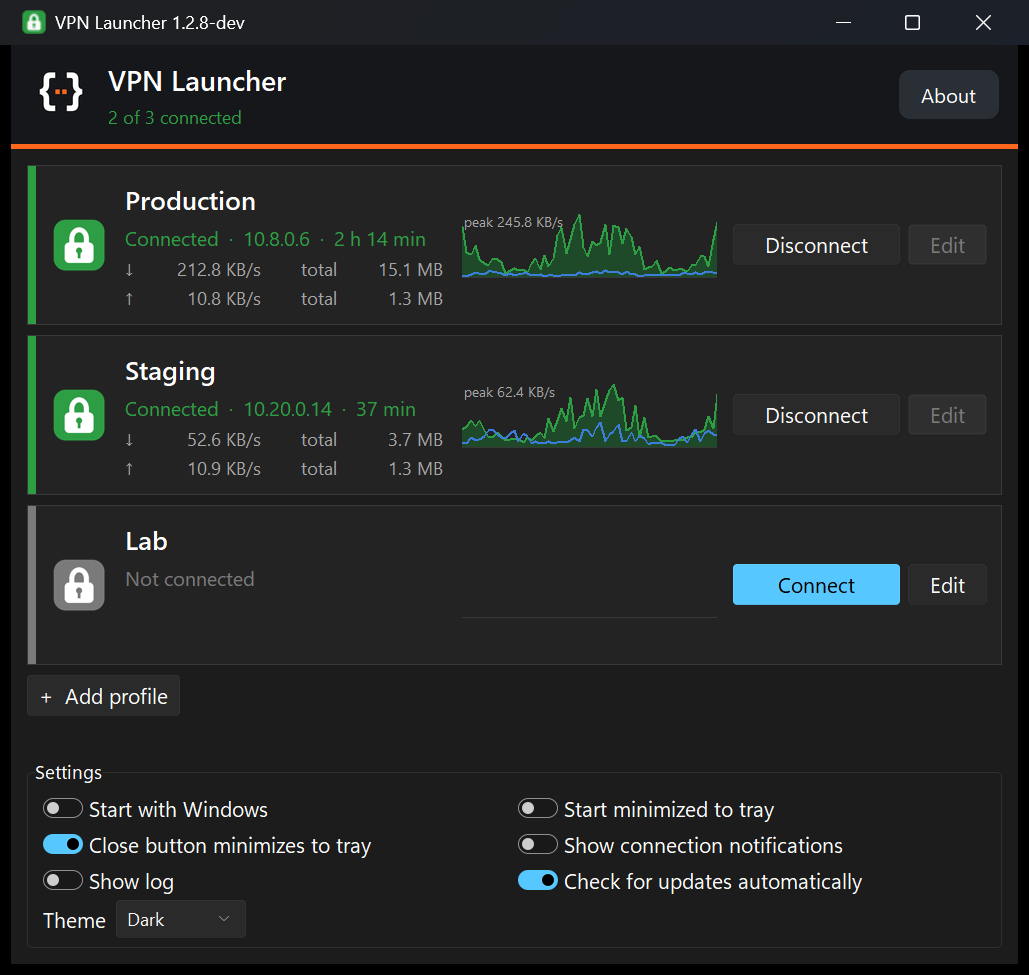 VPN Launcher 1.2.8-dev
VPN Launcher
2 of 3 connected
About
Production
Connected · 10.8.0.6 · 2 h 14 min
↓ 212.8 KB/s total 15.1 MB
↑ 10.8 KB/s total 1.3 MB
peak 245.8 KB/s
Disconnect
Edit
Staging
Connected · 10.20.0.14 · 37 min
↓ 52.6 KB/s total 3.7 MB
↑ 10.9 KB/s total 1.3 MB
peak 62.4 KB/s
Disconnect
Edit
Lab
Not connected
Connect
Edit
+ Add profile
Settings
Start with Windows
Start minimized to tray
Close button minimizes to tray
Show connection notifications
Show log
Check for updates automatically
Theme Dark